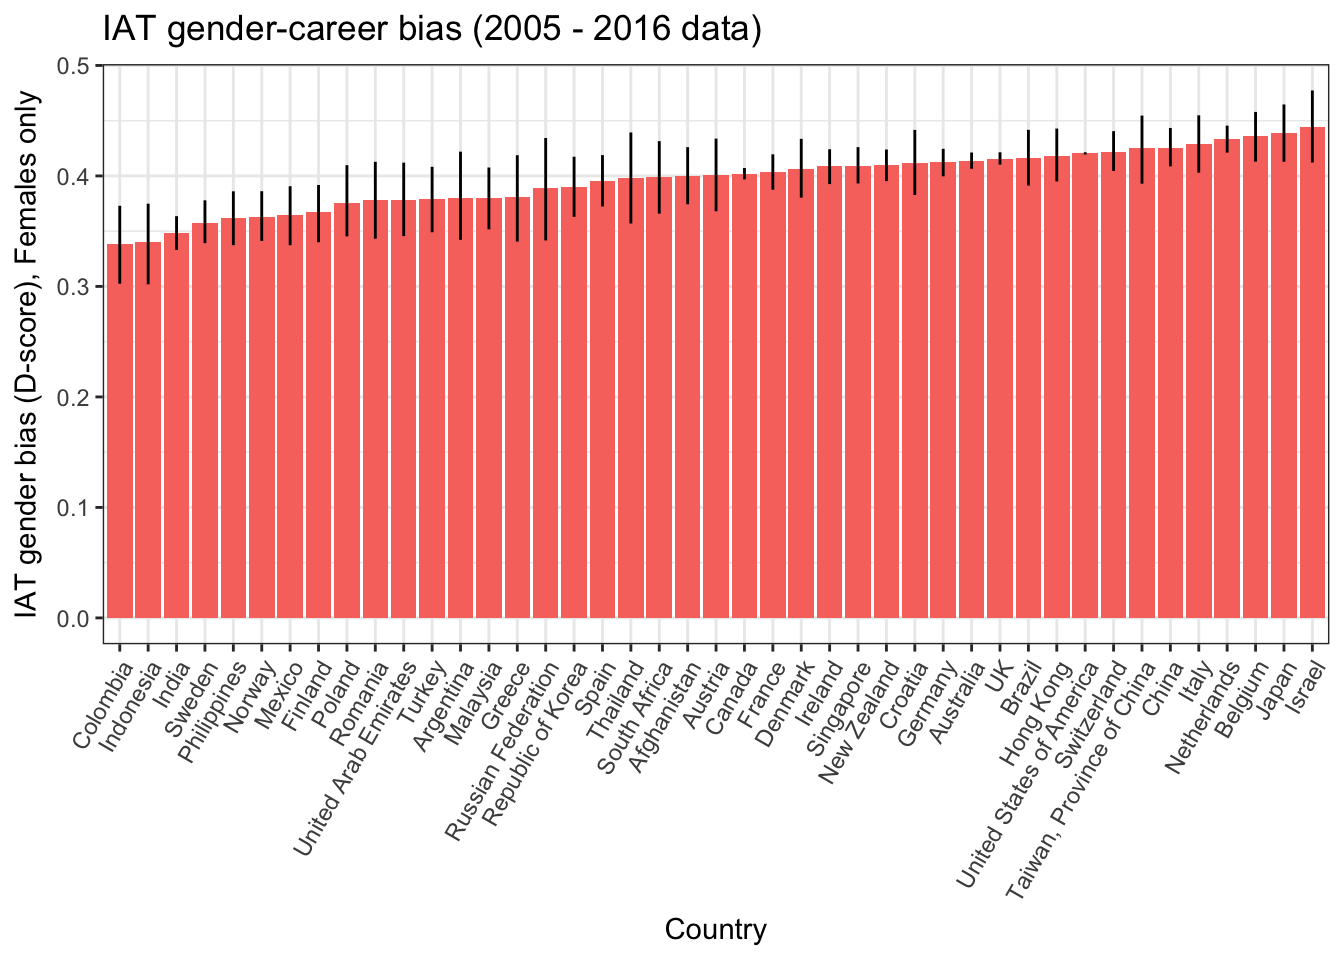 IAT gender-career bias (2005 - 2016 data)
IAT gender bias (D-score), Females only
0.5
0.4
0.3
0.2
0.1
0.0
Colombia
Indonesia
India
Sweden
Philippines
Norway
Mexico
Finland
Poland
Romania
United Arab Emirates
Turkey
Argentina
Malaysia
Greece
Russian Federation
Republic of Korea
Spain
Thailand
South Africa
Afghanistan
Austria
Canada
France
Denmark
Ireland
Singapore
New Zealand
Croatia
Germany
Australia
UK
Brazil
Hong Kong
United States of America
Switzerland
Taiwan, Province of China
China
Italy
Netherlands
Belgium
Japan
Israel
Country